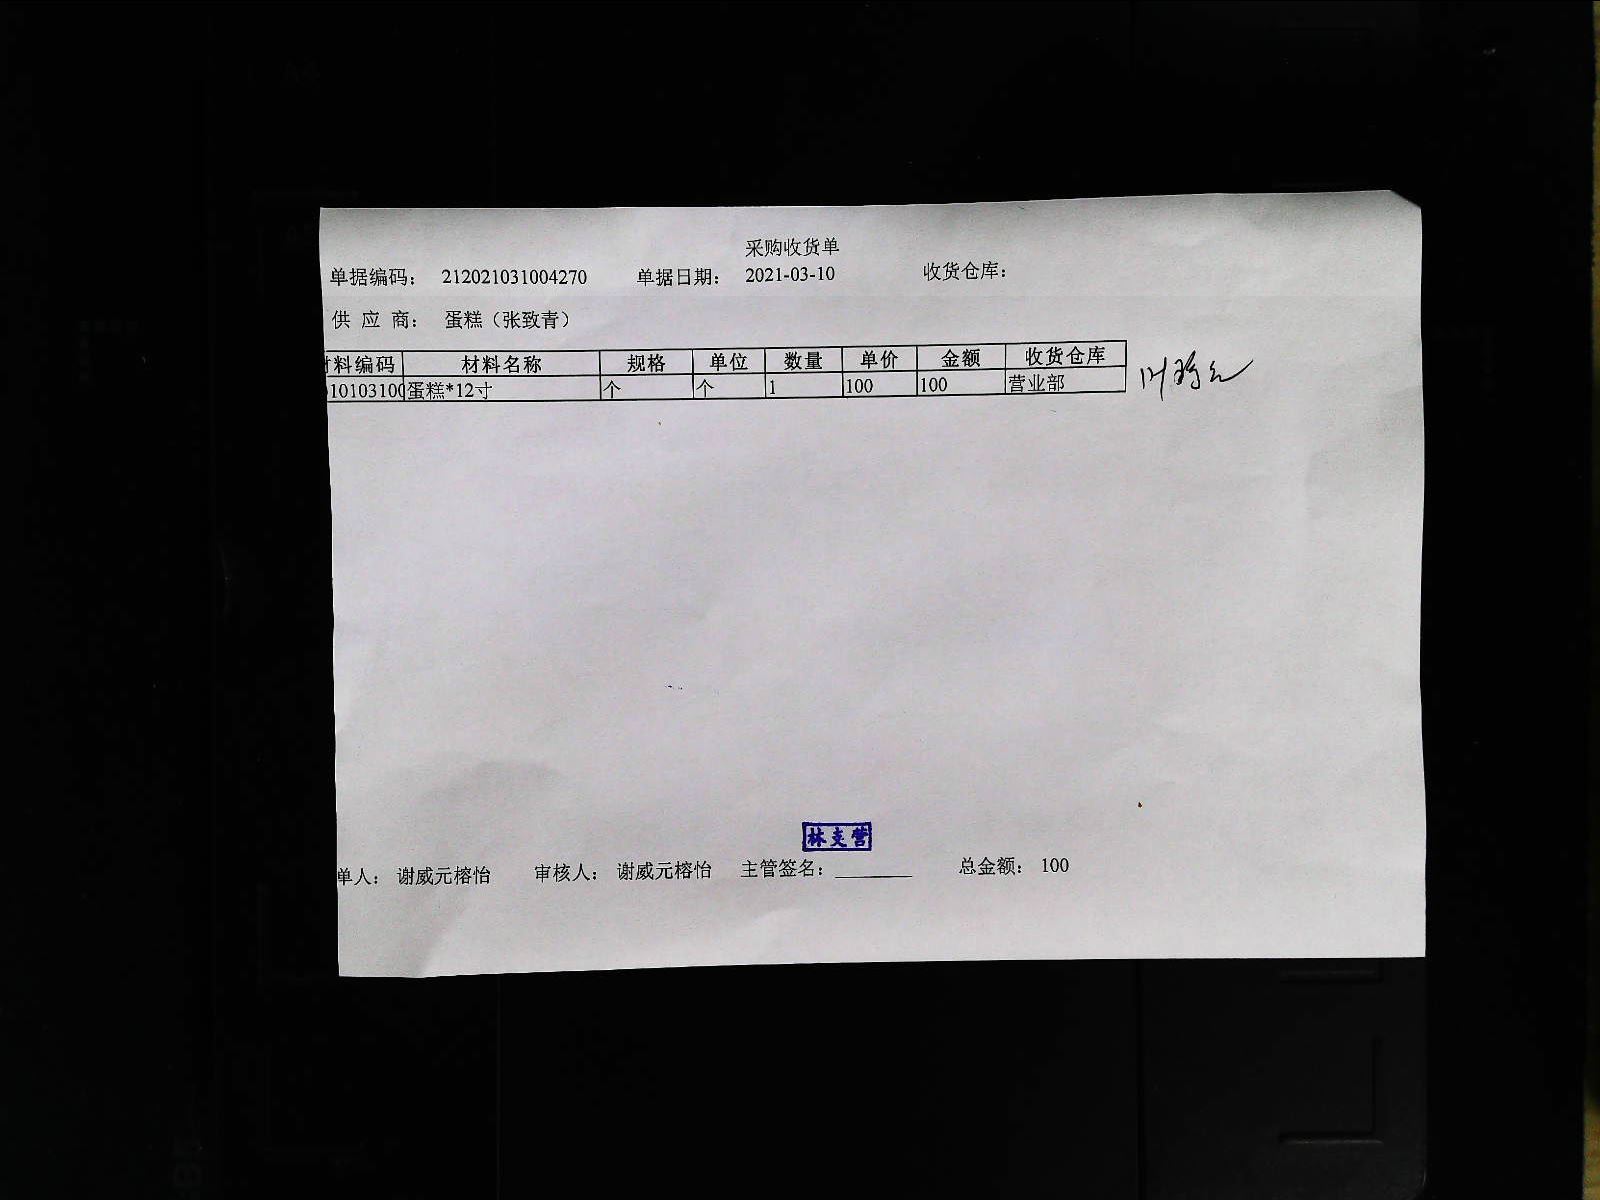 采购收货单
单据编码： 212021031004270 单据日期： 2021-03-10 收货仓库：
供 应 商： 蛋糕（张致青）
材料编码 材料名称 规格 单位 数量 单价 金额 收货仓库
10103100 蛋糕*12寸 个 个 1 100 100 营业部
林支营
单人： 谢威元榕怡 审核人： 谢威元榕怡 主管签名：________ 总金额： 100